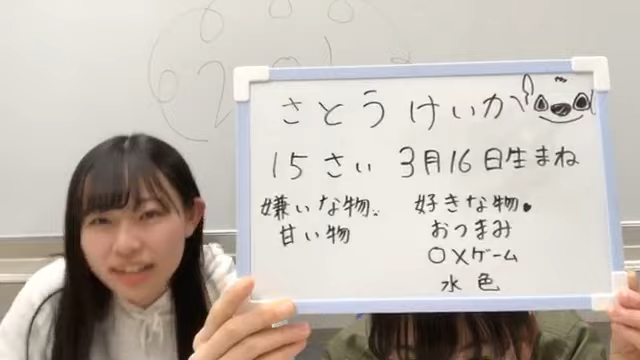 さとう けいか
15さい 3月16日生まね
嫌いな物
甘い物
好きな物
おつまみ
〇×ゲーム
水色